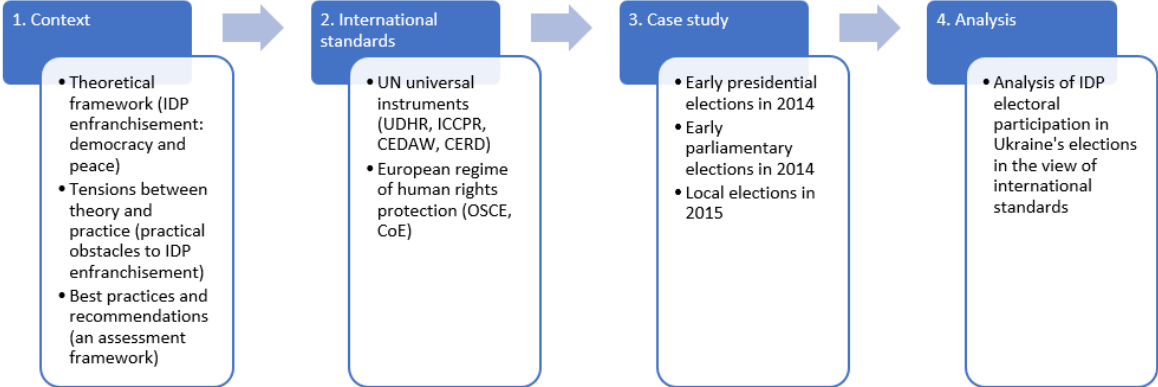 1. Context
• Theoretical
framework (IDP
enfranchisement:
democracy and
peace)
• Tensions between
theory and
practice (practical
obstacles to IDP
enfranchisement)
• Best practices and
recommendations
(an assessment
framework)
2. International
standards
• UN universal
instruments
(UDHR, ICCPR,
CEDAW, CERD)
• European regime
of human rights
protection (OSCE,
CoE)
3. Case study
• Early presidential
elections in 2014
• Early
parliamentary
elections in 2014
• Local elections in
2015
4. Analysis
• Analysis of IDP
electoral
participation in
Ukraine's elections
in the view of
international
standards